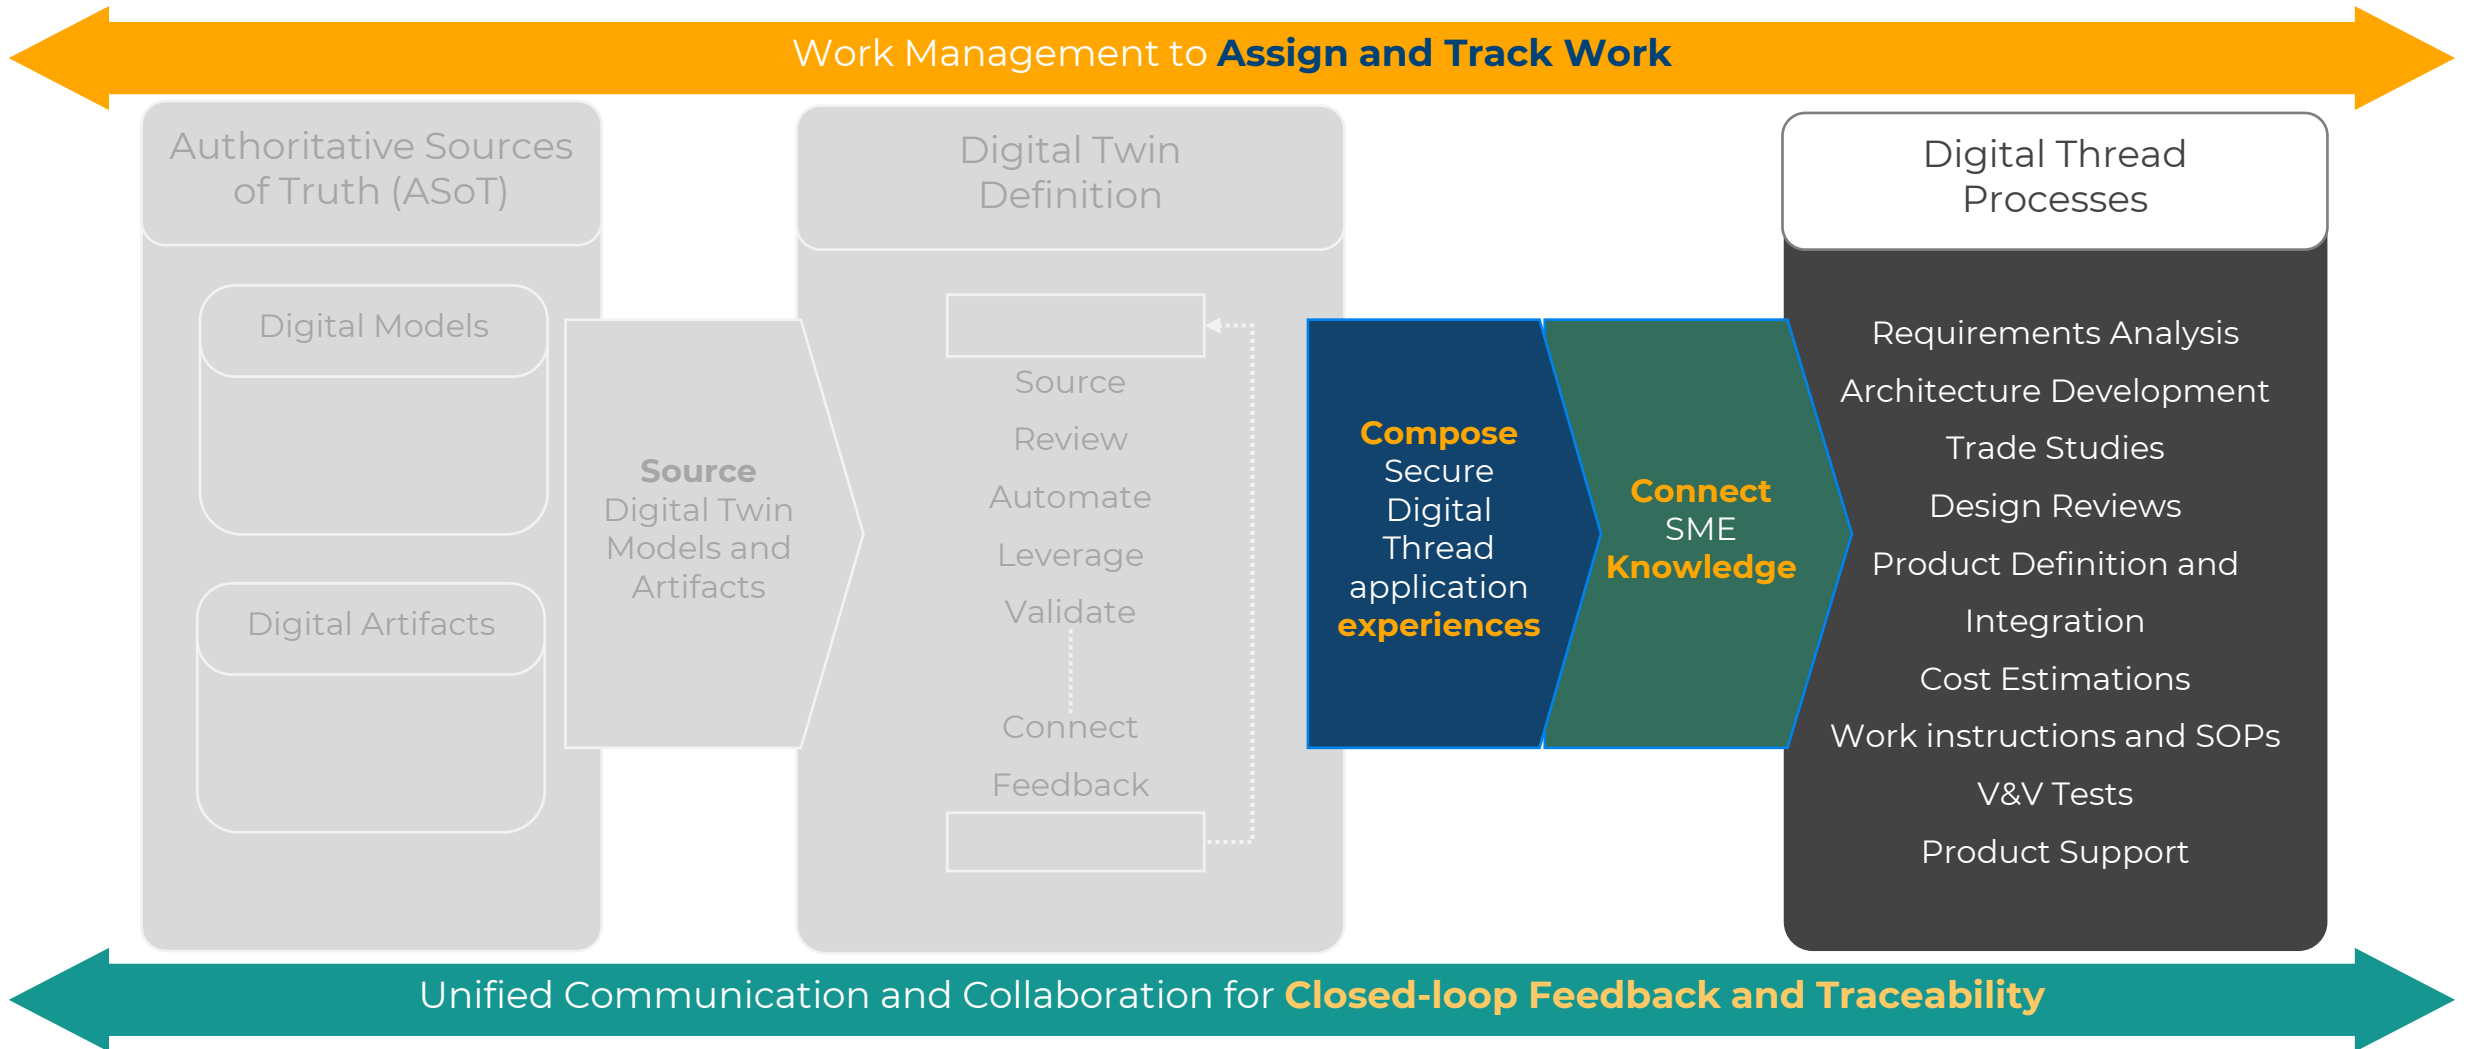 Work Management to Assign and Track Work
Authoritative Sources
of Truth (ASoT)
Digital Models
Digital Artifacts
Source
Digital Twin
Models and
Artifacts
Digital Twin
Definition
Source
Review
Automate
Leverage
Validate
Connect
Feedback
Compose
Secure
Digital
Thread
application
experiences
Connect
SME
Knowledge
Digital Thread
Processes
Requirements Analysis
Architecture Development
Trade Studies
Design Reviews
Product Definition and
Integration
Cost Estimations
Work instructions and SOPs
V&V Tests
Product Support
Unified Communication and Collaboration for Closed-loop Feedback and Traceability